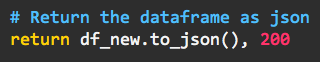 # Return the dataframe as json
return df_new.to_json(), 200